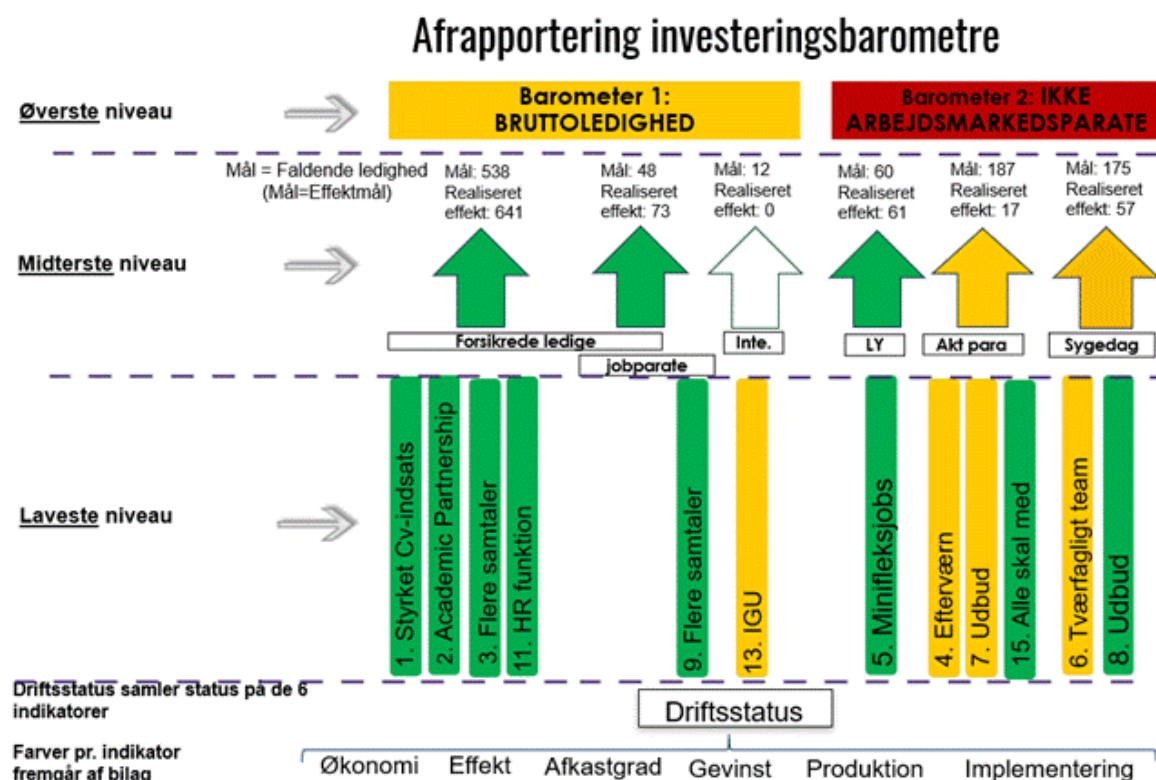 Afrapportering investeringsbarometre
Øverste niveau
Barometer 1:
BRUTTOLEDIGHED
Barometer 2: IKKE
ARBEJDSMARKEDSPARATE
Mål = Faldende ledighed
(Mål=Effektmål)
Mål: 538
Realiseret
effekt: 641
Mål: 48
Realiseret
effekt: 73
Mål: 12
Realiseret
effekt: 0
Mål: 60
Realiseret
effekt: 61
Mål: 187
Realiseret
effekt: 17
Mål: 175
Realiseret
effekt: 57
Midterste niveau
Forsikrede ledige
jobparate
Inte.
LY
Akt para
Sygedag
Laveste niveau
1. Styrket Cv-indsats
2. Academic Partnership
3. Flere samtaler
11. HR funktion
9. Flere samtaler
13. IGU
5. Minifleksjobs
4. Efterværn
7. Udbud
15. Alle skal med
6. Tværfagligt team
8. Udbud
Driftsstatus samler status på de 6
indikatorer
Driftsstatus
Farver pr. indikator
fremgår af bilag
Økonomi
Effekt
Afkastgrad
Gevinst
Produktion
Implementering